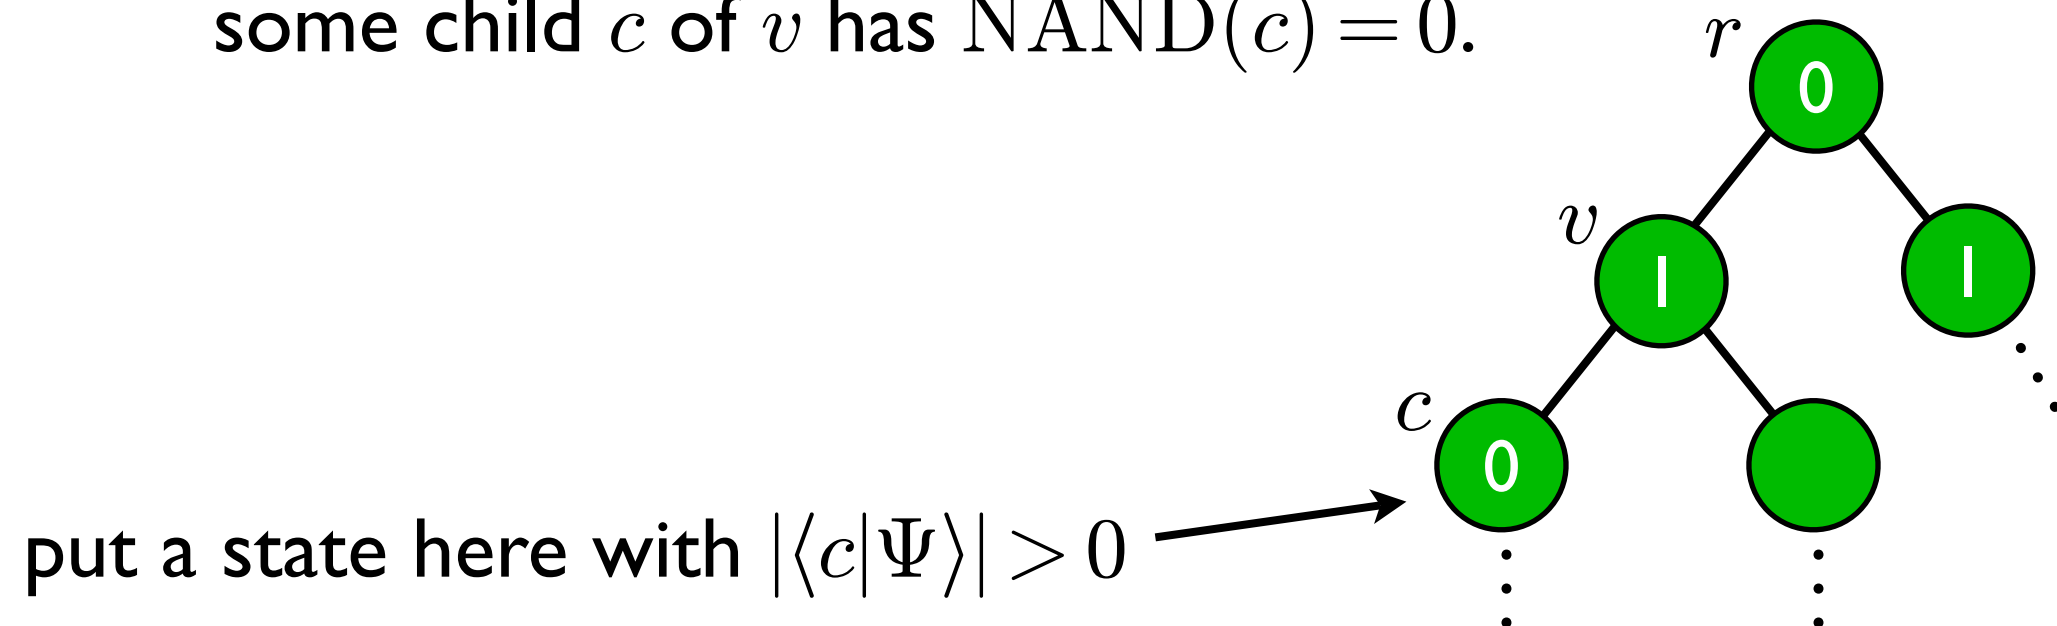 some child c of v has NAND(c) = 0.
r
0
v
1
1
c
0
put a state here with |⟨c|Ψ⟩| > 0